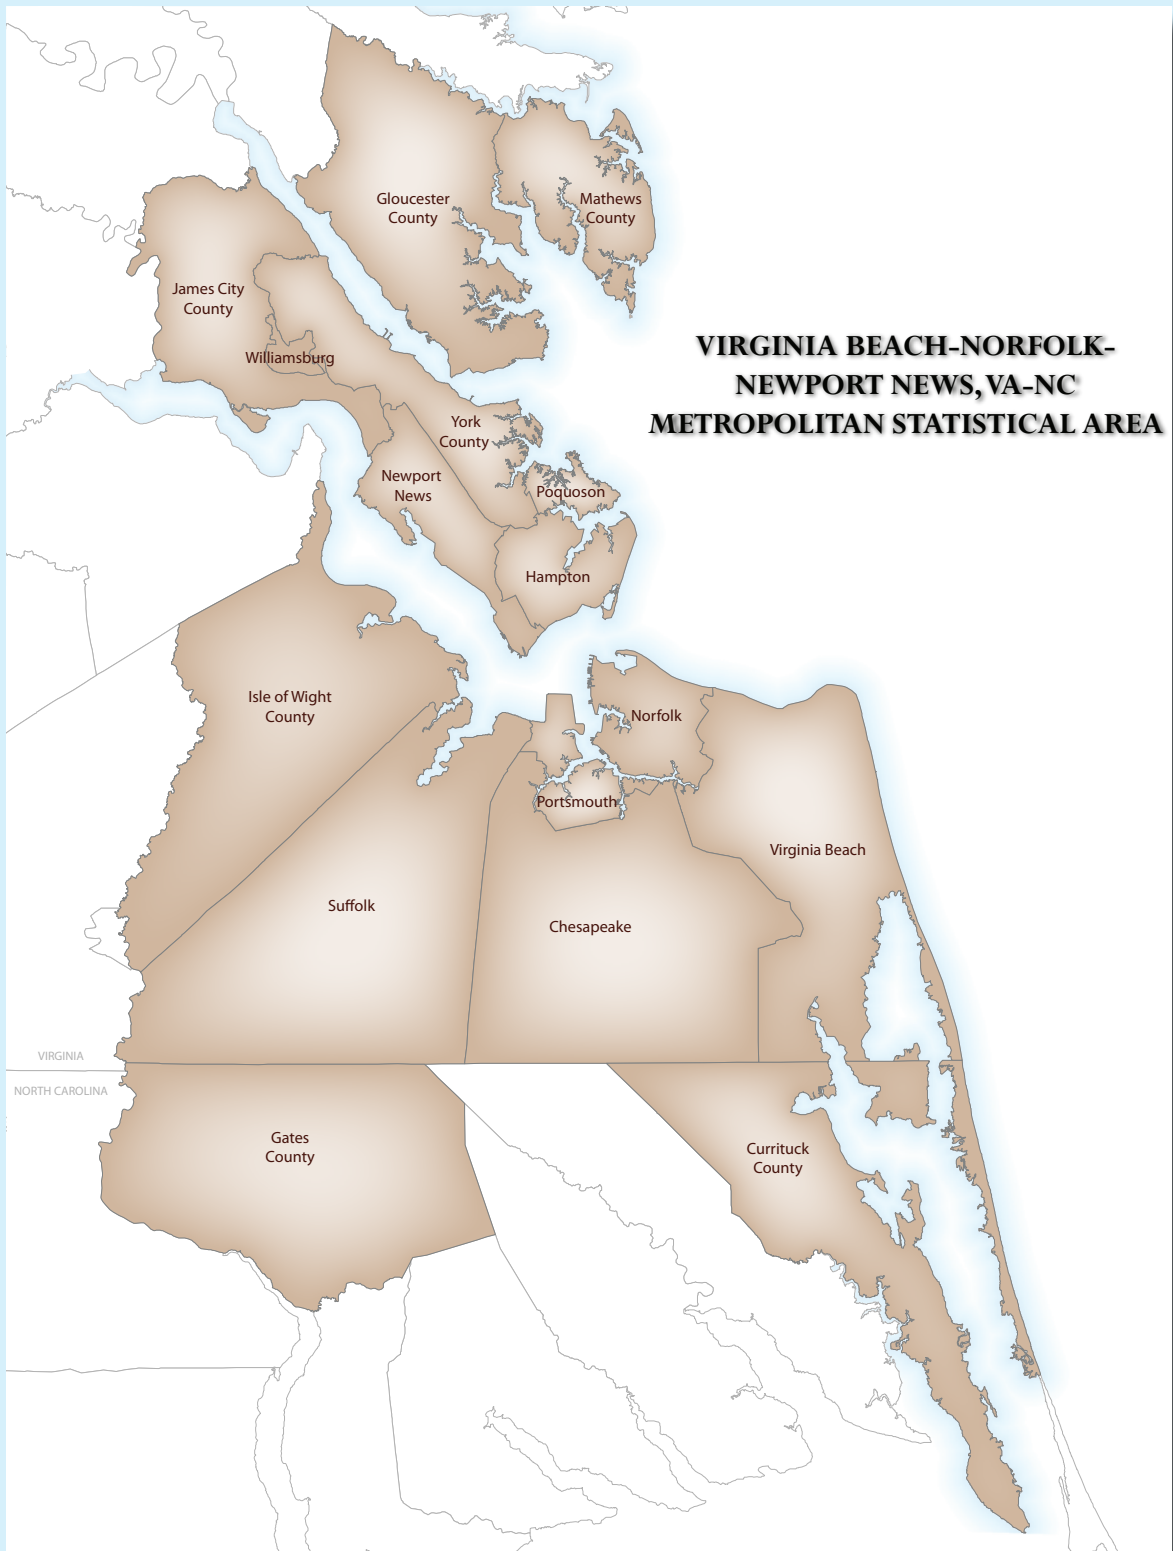 Gloucester
County
Mathews
County
James City
County
VIRGINIA BEACH-NORFOLK-
NEWPORT NEWS, VA-NC
METROPOLITAN STATISTICAL AREA
Williamsburg
York
County
Newport
News
Poquoson
Hampton
Isle of Wight
County
Norfolk
Portsmouth
Virginia Beach
Suffolk
Chesapeake
VIRGINIA
NORTH CAROLINA
Gates
County
Currituck
County